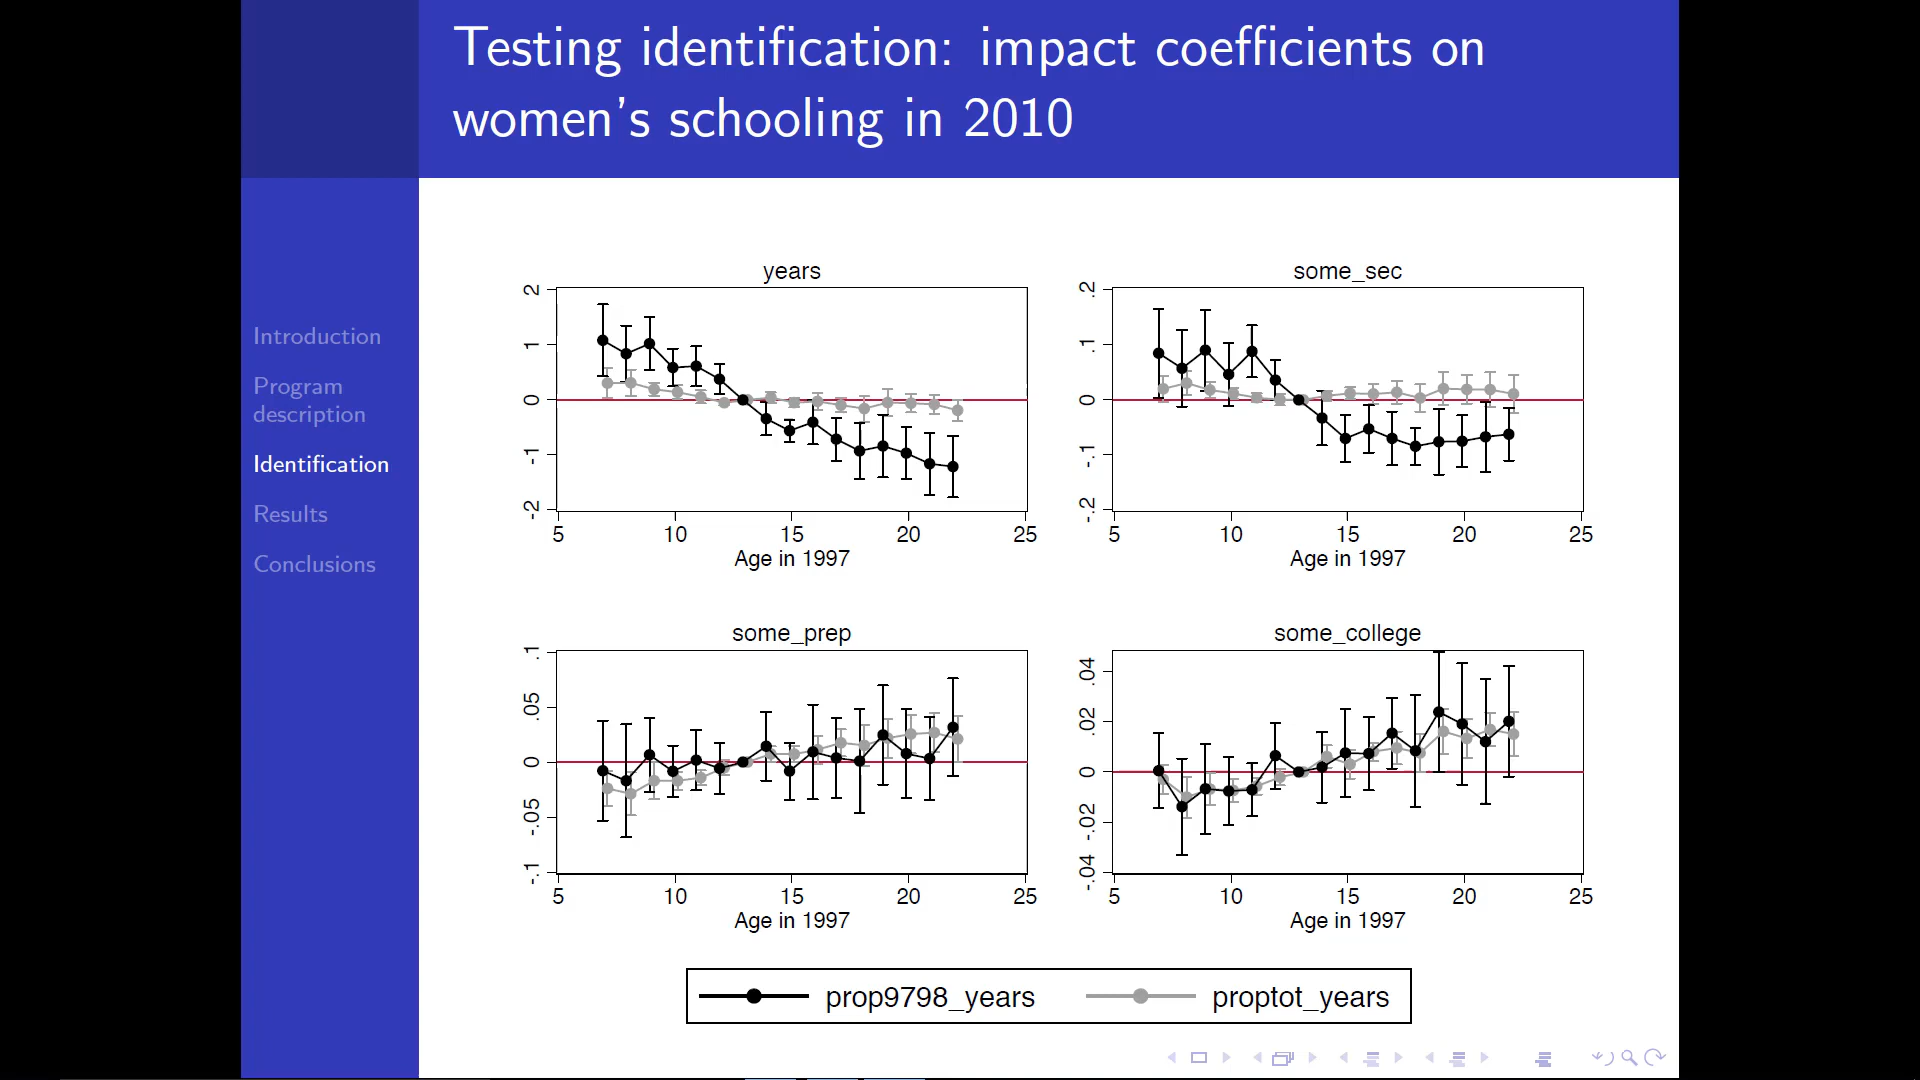 Testing identification: impact coefficients on
women's schooling in 2010
Introduction
Program
description
Identification
Results
Conclusions
years
2
1
0
-1
-2
5 10 15 20 25
Age in 1997
some_sec
.2
.1
0
-.1
-.2
5 10 15 20 25
Age in 1997
some_prep
.1
.05
0
-.05
-.1
5 10 15 20 25
Age in 1997
some_college
.04
.02
0
-.02
-.04
5 10 15 20 25
Age in 1997
prop9798_years proptot_years